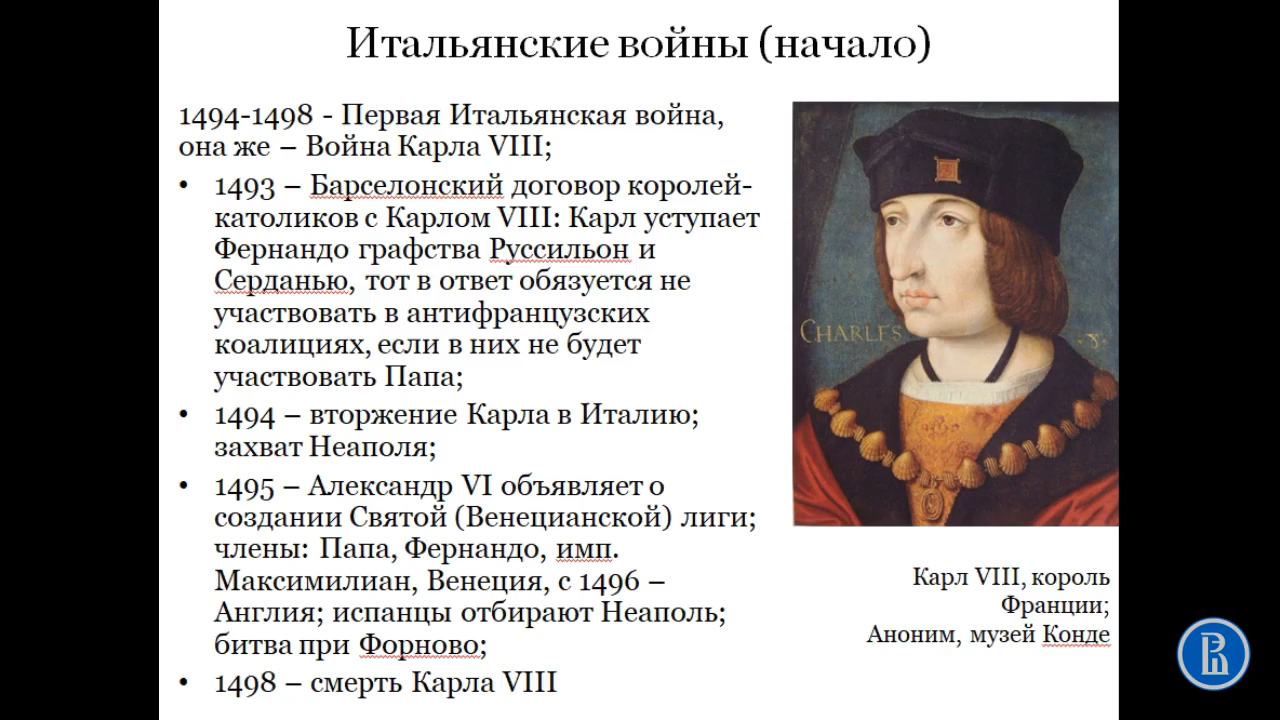 Итальянские войны (начало)
1494-1498 - Первая Итальянская война,
она же – Война Карла VIII;
• 1493 – Барселонский договор королей-
католиков с Карлом VIII: Карл уступает
Фернандо графства Руссильон и
Серданью, тот в ответ обязуется не
участвовать в антифранцузских
коалициях, если в них не будет
участвовать Папа;
• 1494 – вторжение Карла в Италию;
захват Неаполя;
• 1495 – Александр VI объявляет о
создании Святой (Венецианской) лиги;
члены: Папа, Фернандо, имп.
Максимилиан, Венеция, с 1496 –
Англия; испанцы отбирают Неаполь;
битва при Форново;
• 1498 – смерть Карла VIII
CHARLES
Карл VIII, король
Франции;
Аноним, музей Конде